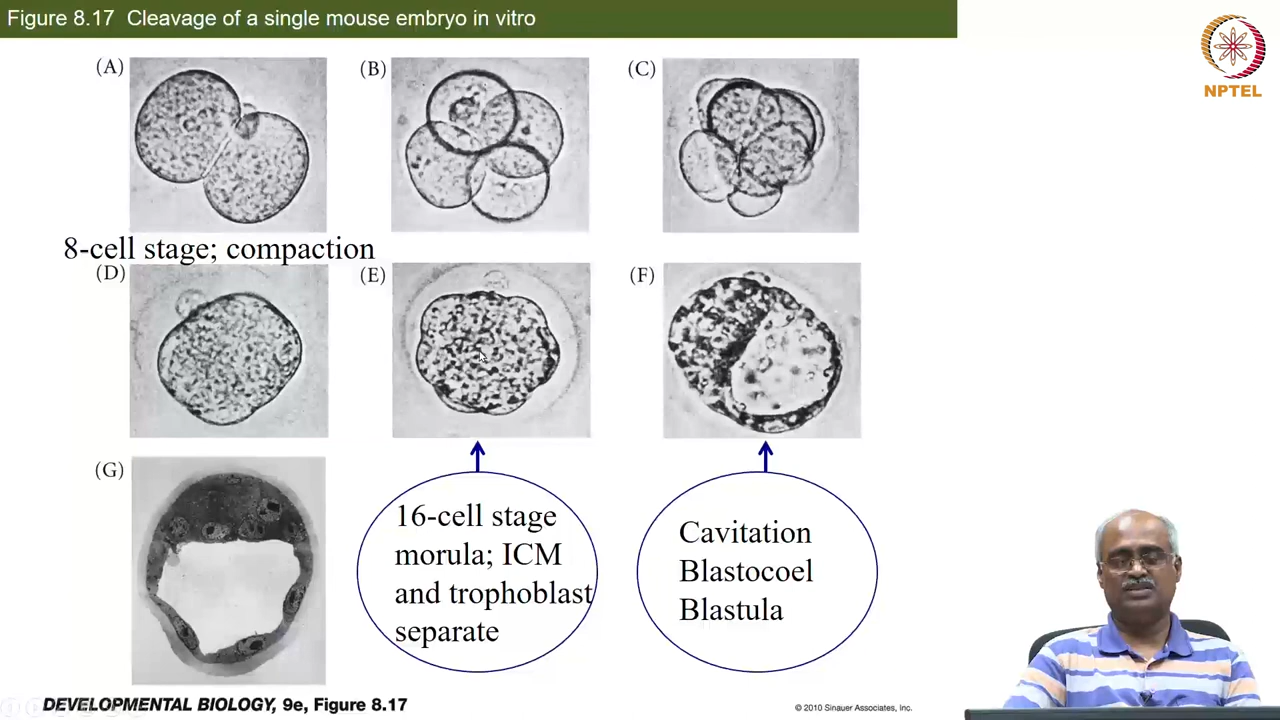 Figure 8.17 Cleavage of a single mouse embryo in vitro
NPTEL
(A)
(B)
(C)
8-cell stage; compaction
(D)
(E)
(F)
(G)
16-cell stage
morula; ICM
and trophoblast
separate
Cavitation
Blastocoel
Blastula
DEVELOPMENTAL BIOLOGY, 9e, Figure 8.17
© 2010 Sinauer Associates, Inc.